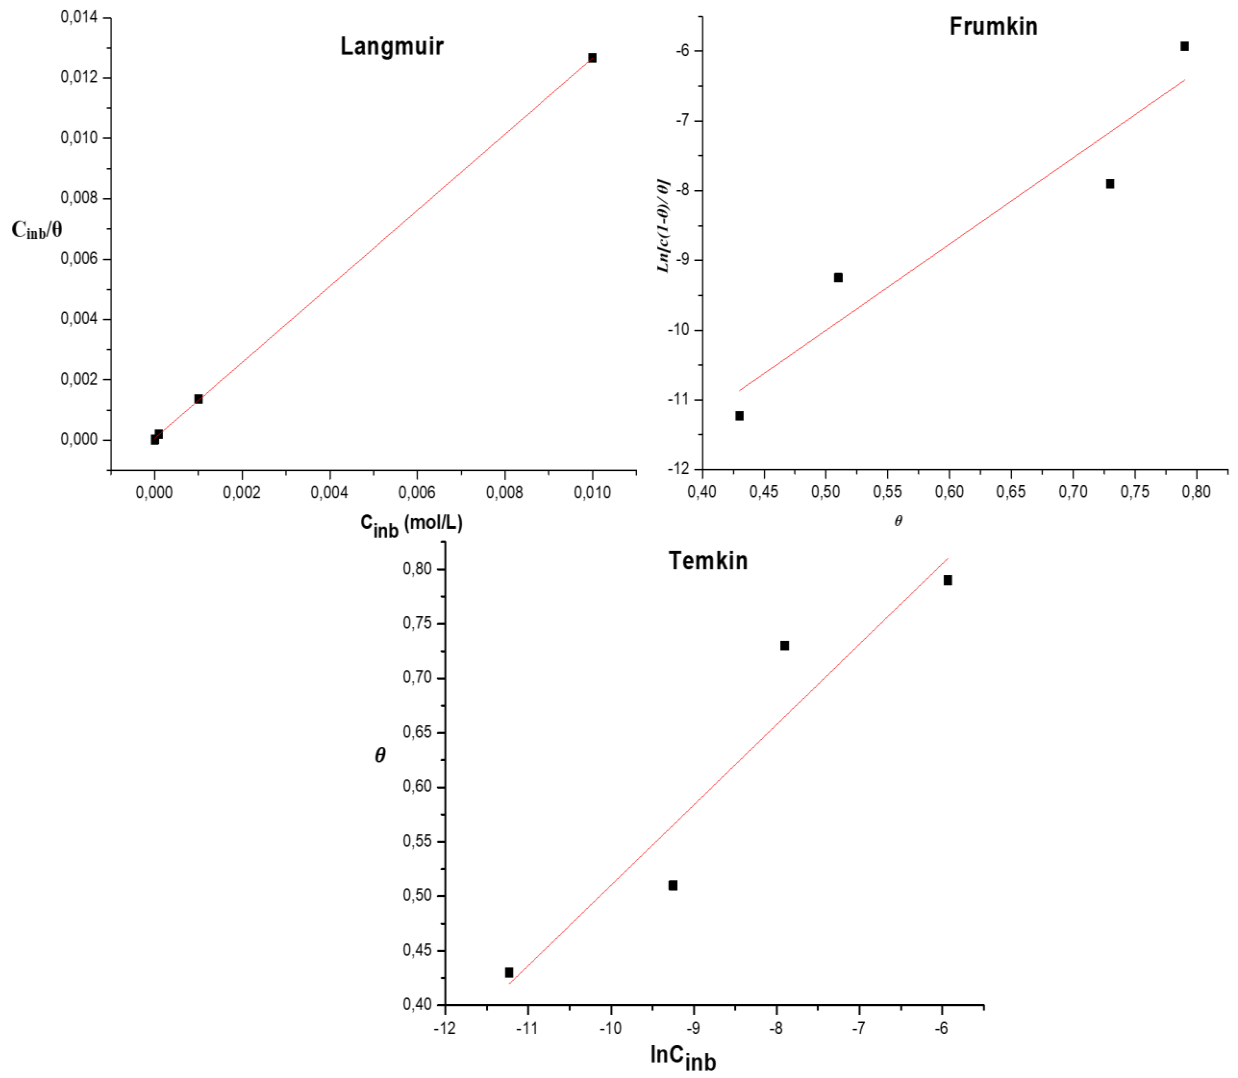 Langmuir
0,014
0,012
0,010
0,008
C_inb/θ
0,006
0,004
0,002
0,000
0,000 0,002 0,004 0,006 0,008 0,010
C_inb (mol/L)
Frumkin
-6
-7
-8
Ln[c(1-θ)/θ]
-9
-10
-11
-12
0,40 0,45 0,50 0,55 0,60 0,65 0,70 0,75 0,80
θ
Temkin
0,80
0,75
0,70
0,65
θ
0,60
0,55
0,50
0,45
0,40
-12 -11 -10 -9 -8 -7 -6
lnC_inb